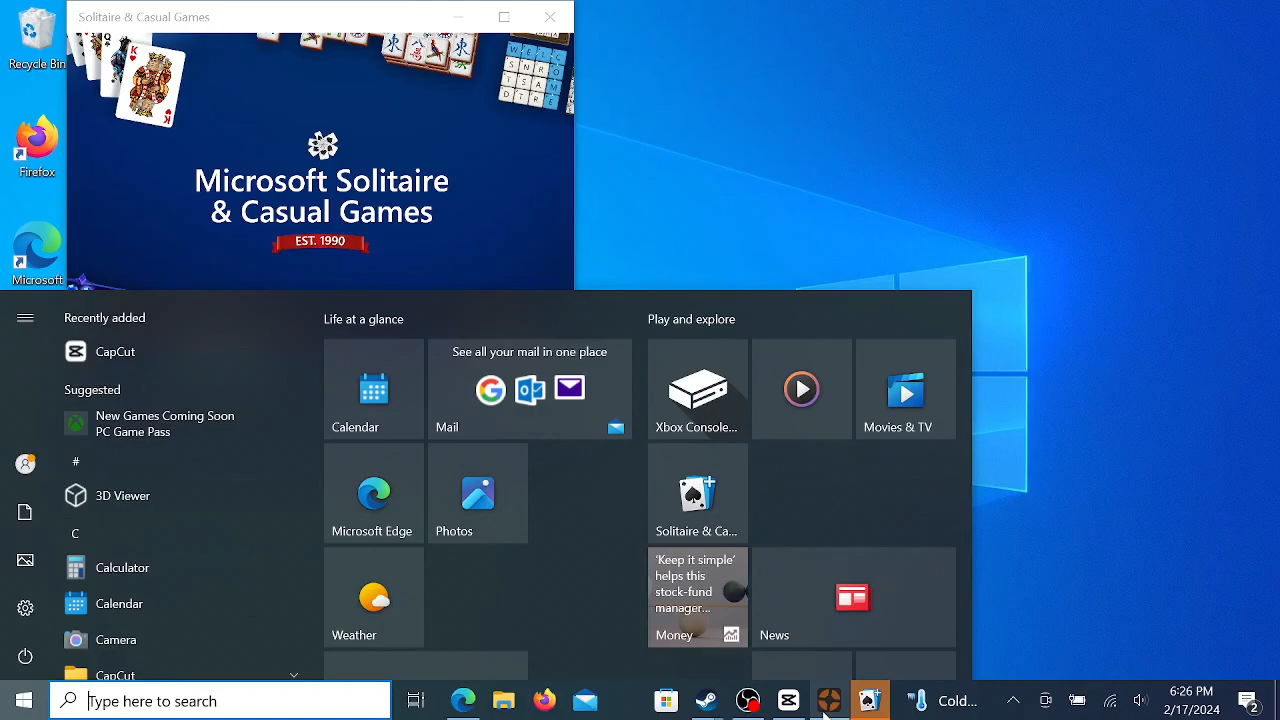 Solitaire & Casual Games
Recycle Bin
Firefox
Microsoft
Microsoft Solitaire
& Casual Games
EST. 1990
Recently added
CapCut
Suggested
New Games Coming Soon
PC Game Pass
#
3D Viewer
C
Calculator
Calendar
Camera
CapCut
Life at a glance
Calendar
See all your mail in one place
Mail
Microsoft Edge
Photos
Weather
Play and explore
Xbox Console...
Movies & TV
Solitaire & Ca...
'Keep it simple'
helps this
stock-fund
manager...
Money
News
Type here to search
Cold...
6:26 PM
2/17/2024
2